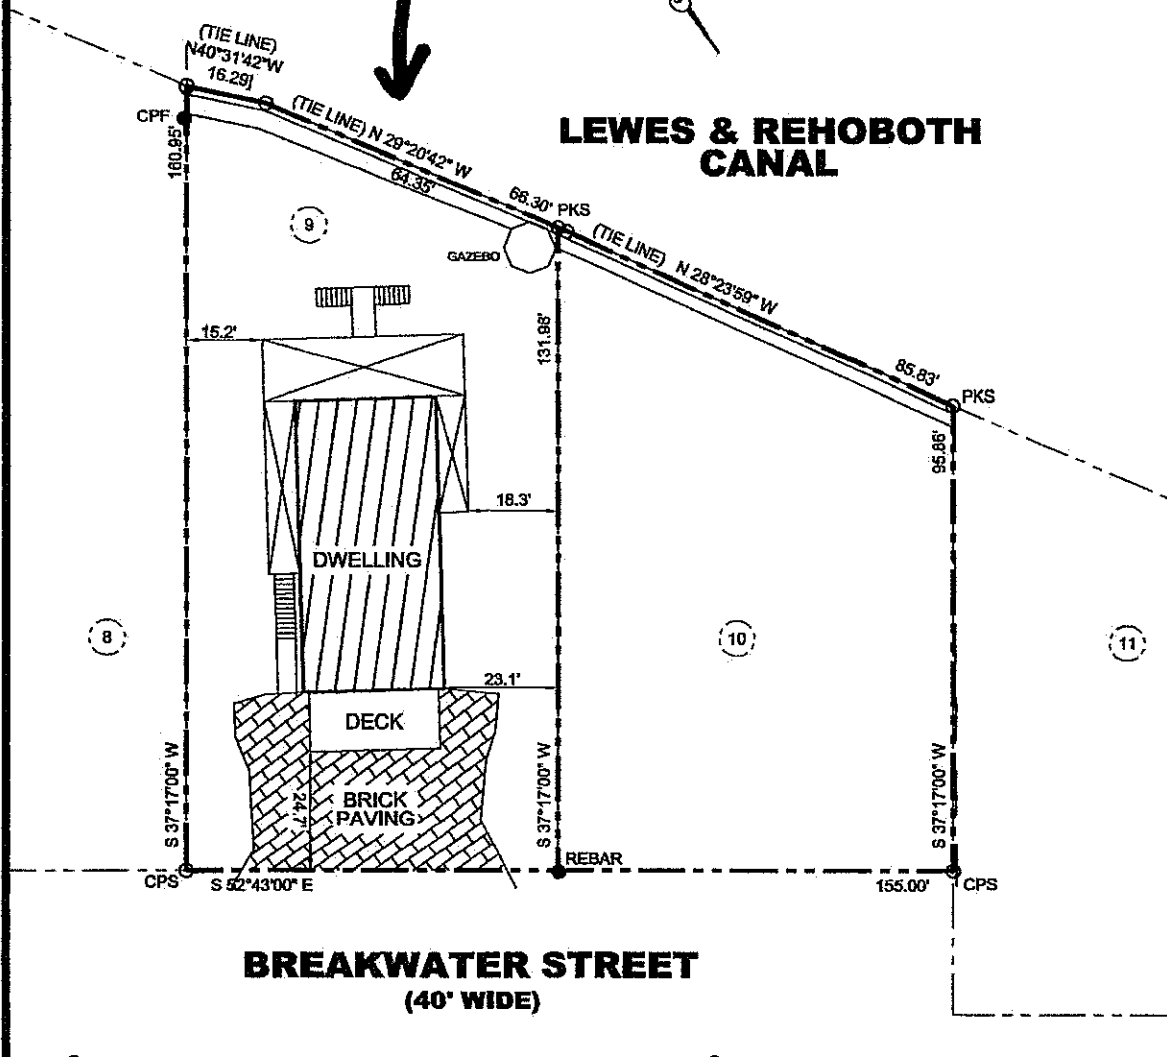 (TIE LINE)
N40°31'42"W
16.29]
CPF
160.95'
(TIE LINE) N 29°20'42" W
64.35'
66.30' PKS
LEWES & REHOBOTH
CANAL
9
GAZEBO
(TIE LINE) N 28°23'59" W
85.83'
PKS
15.2'
131.98'
95.86'
18.3'
DWELLING
8
10
11
23.1'
DECK
S 37°17'00" W
24.7'
BRICK
PAVING
S 37°17'00" W
S 37°17'00" W
REBAR
CPS
S 52°43'00" E
155.00'
CPS
BREAKWATER STREET
(40' WIDE)